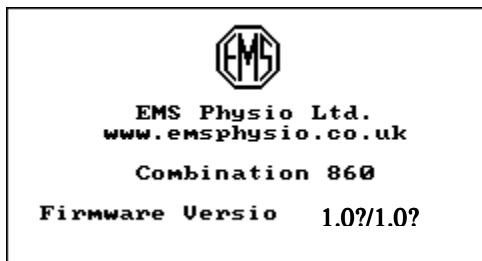 EMS
EMS Physio Ltd.
www.emsphysio.co.uk
Combination 860
Firmware Versio 1.0?/1.0?